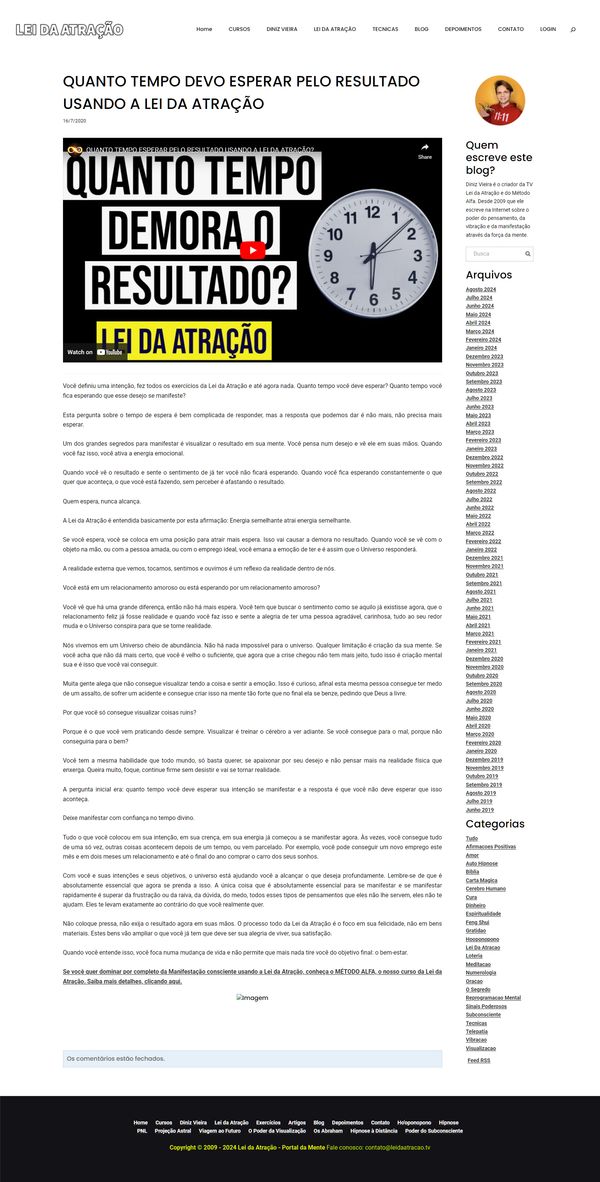 LEI DA ATRAÇÃO
Home CURSOS DINIZ VIEIRA LEI DA ATRAÇÃO TECNICAS BLOG DEPOIMENTOS CONTATO LOGIN
QUANTO TEMPO DEVO ESPERAR PELO RESULTADO
USANDO A LEI DA ATRAÇÃO
16/7/2020
QUANTO TEMPO ESPERAR PELO RESULTADO USANDO A LEI DA ATRAÇÃO?
Share
QUANTO TEMPO
DEMORA O
RESULTADO?
LEI DA ATRAÇÃO
12 1 2 3 4 5 6 7 8 9 10 11
Watch on YouTube
Você definiu uma intenção, fez todos os exercícios da Lei da Atração e até agora nada. Quanto tempo você deve esperar? Quanto tempo você
fica esperando que esse desejo se manifeste?
Esta pergunta sobre o tempo de espera é bem complicada de responder, mas a resposta que podemos dar é não mais, não precisa mais
esperar.
Um dos grandes segredos para manifestar é visualizar o resultado em sua mente. Você pensa num desejo e vê ele em suas mãos. Quando
você faz isso, você ativa a energia emocional.
Quando você vê o resultado e sente o sentimento de já ter você não ficará esperando. Quando você fica esperando constantemente o que
quer que aconteça, o que você está fazendo, sem perceber é afastando o resultado.
Quem espera, nunca alcança.
A Lei da Atração é entendida basicamente por esta afirmação: Energia semelhante atrai energia semelhante.
Se você espera, você se coloca em uma posição para atrair mais espera. Isso vai causar a demora no resultado. Quando você se vê com o
objeto na mão, ou com a pessoa amada, ou com o emprego ideal, você emana a emoção de ter e é assim que o Universo responderá.
A realidade externa que vemos, tocamos, sentimos e ouvimos é um reflexo da realidade dentro de nós.
Você está em um relacionamento amoroso ou está esperando por um relacionamento amoroso?
Você vê que há uma grande diferença, então não há mais espera. Você tem que buscar o sentimento como se aquilo já existisse agora, que o
relacionamento feliz já fosse realidade e quando você faz isso e sente a alegria de ter uma pessoa agradável, carinhosa, tudo ao seu redor
muda e o Universo conspira para que se torne realidade.
Nós vivemos em um Universo cheio de abundância. Não há nada impossível para o universo. Qualquer limitação é criação da sua mente. Se
você acha que não dá mais certo, que você é velho o suficiente, que agora que a crise chegou não tem mais jeito, tudo isso é criação mental
sua e é isso que você vai conseguir.
Muita gente alega que não consegue visualizar tendo a coisa e sentir a emoção. Isso é curioso, afinal esta mesma pessoa consegue ter medo
de um assalto, de sofrer um acidente e consegue criar isso na mente tão forte que no final ela se benze, pedindo que Deus a livre.
Por que você só consegue visualizar coisas ruins?
Porque é o que você vem praticando desde sempre. Visualizar é treinar o cérebro a ver adiante. Se você consegue para o mal, porque não
conseguiria para o bem?
Você tem a mesma habilidade que todo mundo, só basta querer, se apaixonar por seu desejo e não pensar mais na realidade física que
enxerga. Queira muito, foque, continue firme sem desistir e vai se tornar realidade.
A pergunta inicial era: quanto tempo você deve esperar sua intenção se manifestar e a resposta é que você não deve esperar que isso
aconteça.
Deixe manifestar com confiança no tempo divino.
Tudo o que você colocou em sua intenção, em sua crença, em sua energia já começou a se manifestar agora. Às vezes, você consegue tudo
de uma só vez, outras coisas acontecem depois de um tempo, ou vem parcelado. Por exemplo, você pode conseguir um novo emprego este
mês e em dois meses um relacionamento e até o final do ano comprar o carro dos seus sonhos.
Com você e suas intenções e seus objetivos, o universo está ajudando você a alcançar o que deseja profundamente. Lembre-se de que é
absolutamente essencial que agora se prenda a isso. A única coisa que é absolutamente essencial para se manifestar e se manifestar
rapidamente é superar da frustração ou da raiva, da dúvida, do medo, todos esses tipos de pensamentos que eles não lhe servem, eles não te
ajudam. Eles te levam exatamente ao contrário do que você realmente quer.
Não coloque pressa, não exija o resultado agora em suas mãos. O processo todo da Lei da Atração é o foco em sua felicidade, não em bens
materiais. Estes bens vão ampliar o que você já tem que deve ser sua alegria de viver, sua satisfação.
Quando você entende isso, você foca numa mudança de vida e não permite que mais nada tire você do objetivo final: o bem-estar.
Se você quer dominar por completo da Manifestação consciente usando a Lei da Atração, conheça o MÉTODO ALFA, o nosso curso da Lei da
Atração. Saiba mais detalhes, clicando aqui.
Imagem
Os comentários estão fechados.
11:11
Quem
escreve este
blog?
Diniz Vieira é o criador da TV
Lei da Atração e do Método
Alfa. Desde 2009 que ele
escreve na Internet sobre o
poder do pensamento, da
vibração e da manifestação
através da força da mente.
Busca
Arquivos
Agosto 2024
Julho 2024
Junho 2024
Maio 2024
Abril 2024
Março 2024
Fevereiro 2024
Janeiro 2024
Dezembro 2023
Novembro 2023
Outubro 2023
Setembro 2023
Agosto 2023
Julho 2023
Junho 2023
Maio 2023
Abril 2023
Março 2023
Fevereiro 2023
Janeiro 2023
Dezembro 2022
Novembro 2022
Outubro 2022
Setembro 2022
Agosto 2022
Julho 2022
Junho 2022
Maio 2022
Abril 2022
Março 2022
Fevereiro 2022
Janeiro 2022
Dezembro 2021
Novembro 2021
Outubro 2021
Setembro 2021
Agosto 2021
Julho 2021
Junho 2021
Maio 2021
Abril 2021
Março 2021
Fevereiro 2021
Janeiro 2021
Dezembro 2020
Novembro 2020
Outubro 2020
Setembro 2020
Agosto 2020
Julho 2020
Junho 2020
Maio 2020
Abril 2020
Março 2020
Fevereiro 2020
Janeiro 2020
Dezembro 2019
Novembro 2019
Outubro 2019
Setembro 2019
Agosto 2019
Julho 2019
Junho 2019
Categorias
Tudo
Afirmacoes Positivas
Amor
Auto Hipnose
Biblia
Carta Magica
Cerebro Humano
Cura
Dinheiro
Espiritualidade
Feng Shui
Gratidao
Hooponopono
Lei Da Atracao
Loteria
Meditacao
Numerologia
Oracao
O Segredo
Reprogramacao Mental
Sinais Poderosos
Subconsciente
Tecnicas
Telepatia
Vibracao
Visualizacao
Feed RSS
Home Cursos Diniz Vieira Lei da Atração Exercícios Artigos Blog Depoimentos Contato Ho'oponopono Hipnose
PNL Projeção Astral Viagem ao Futuro O Poder da Visualização Os Abraham Hipnose à Distância Poder do Subconsciente
Copyright © 2009 - 2024 Lei da Atração - Portal da Mente Fale conosco: contato@leidaatracao.tv